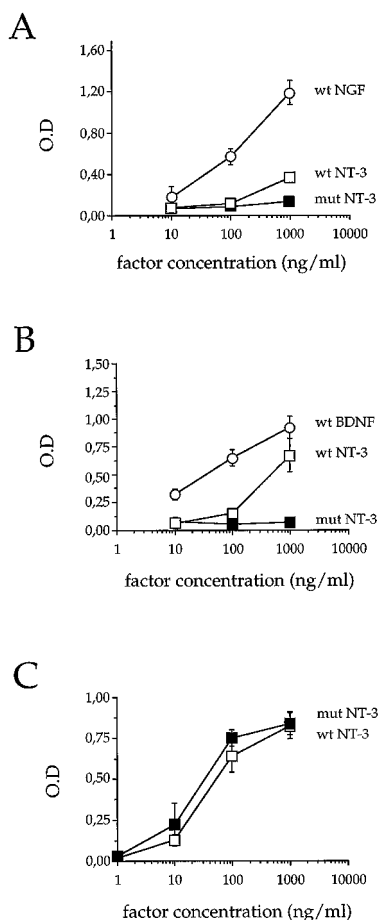 A
1,60
1,20
0,80
0,40
0,00
O.D
wt NGF
wt NT-3
mut NT-3
1 10 100 1000 10000
factor concentration (ng/ml)
B
1,50
1,25
1,00
0,75
0,50
0,25
0,00
O.D
wt BDNF
wt NT-3
mut NT-3
1 10 100 1000 10000
factor concentration (ng/ml)
C
1,00
0,75
0,50
0,25
0,00
O.D
mut NT-3
wt NT-3
1 10 100 1000 10000
factor concentration (ng/ml)